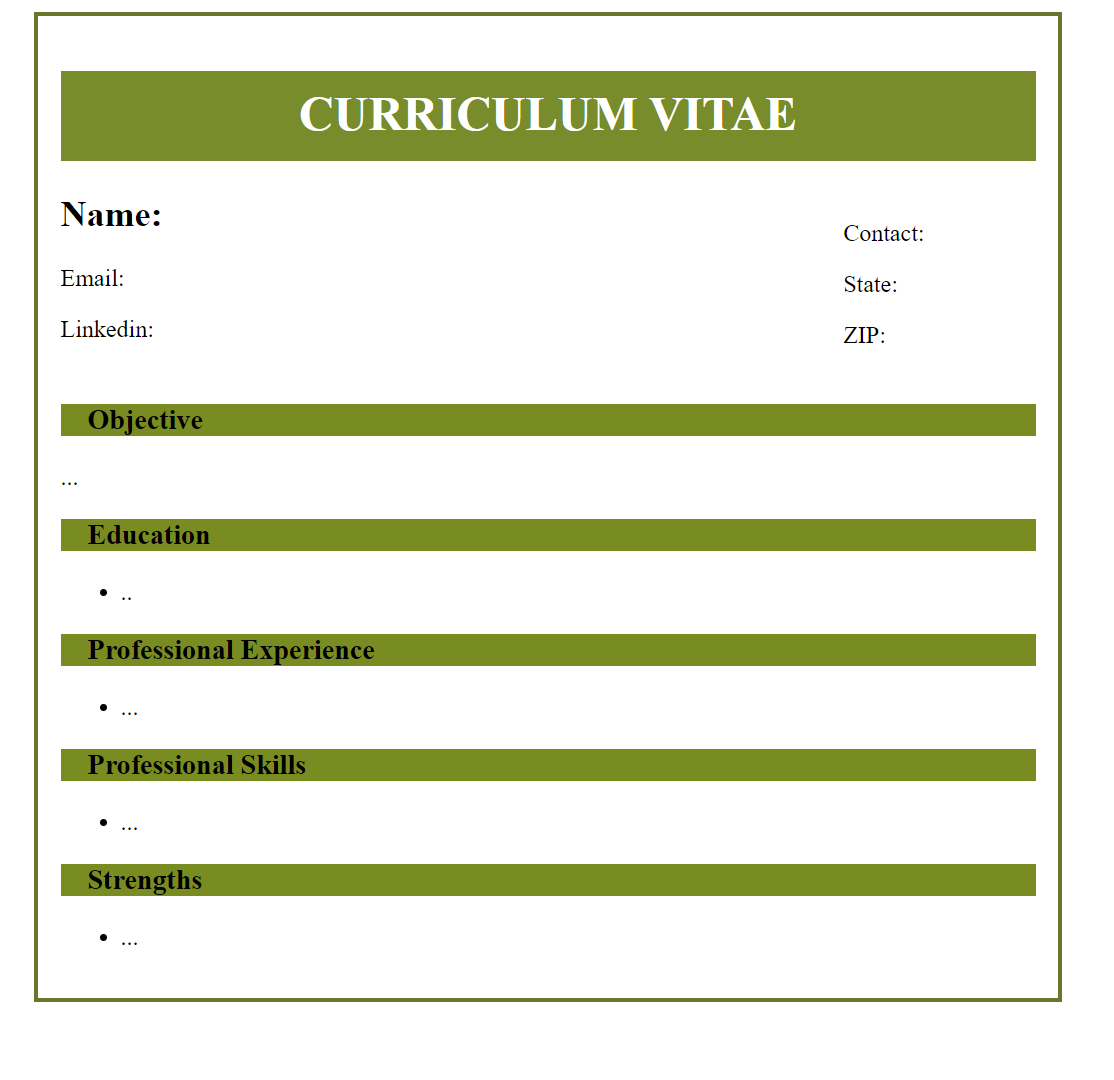 CURRICULUM VITAE
Name:
Email:
Linkedin:
Contact:
State:
ZIP:
Objective
...
Education
• ..
Professional Experience
• ...
Professional Skills
• ...
Strengths
• ...